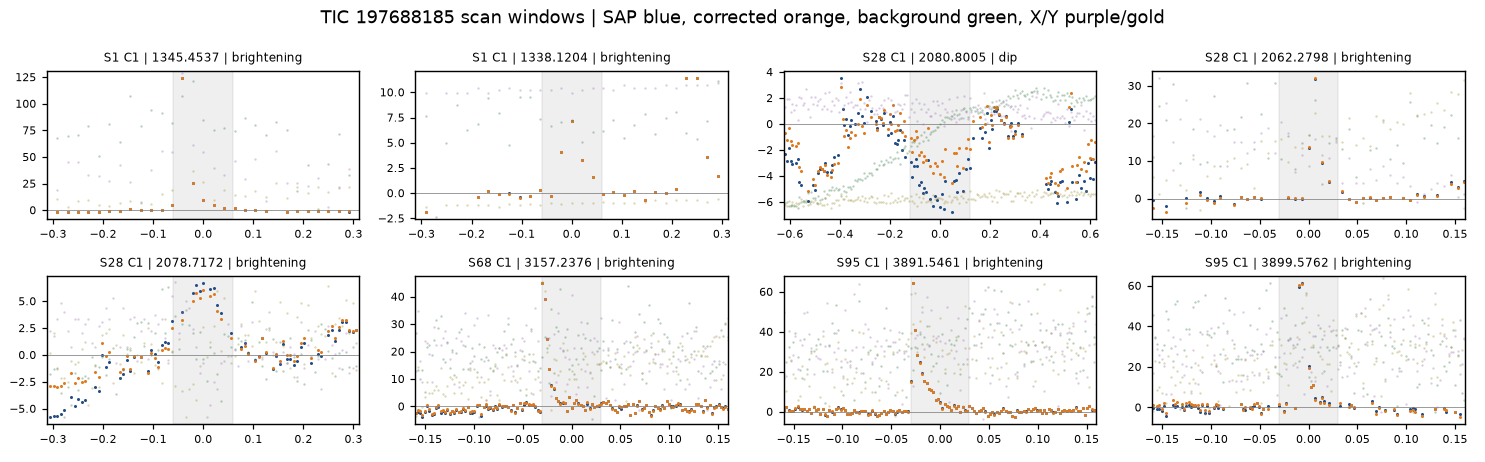 TIC 197688185 scan windows | SAP blue, corrected orange, background green, X/Y purple/gold
S1 C1 | 1345.4537 | brightening
S1 C1 | 1338.1204 | brightening
S28 C1 | 2080.8005 | dip
S28 C1 | 2062.2798 | brightening
125
100
75
50
25
0
−0.3 −0.2 −0.1 0.0 0.1 0.2 0.3
10.0
7.5
5.0
2.5
0.0
−2.5
−0.3 −0.2 −0.1 0.0 0.1 0.2 0.3
4
2
0
−2
−4
−6
−0.6 −0.4 −0.2 0.0 0.2 0.4 0.6
30
20
10
0
−0.15 −0.10 −0.05 0.00 0.05 0.10 0.15
S28 C1 | 2078.7172 | brightening
S68 C1 | 3157.2376 | brightening
S95 C1 | 3891.5461 | brightening
S95 C1 | 3899.5762 | brightening
5.0
2.5
0.0
−2.5
−5.0
−0.3 −0.2 −0.1 0.0 0.1 0.2 0.3
40
30
20
10
0
−0.15 −0.10 −0.05 0.00 0.05 0.10 0.15
60
40
20
0
−0.15 −0.10 −0.05 0.00 0.05 0.10 0.15
60
40
20
0
−0.15 −0.10 −0.05 0.00 0.05 0.10 0.15